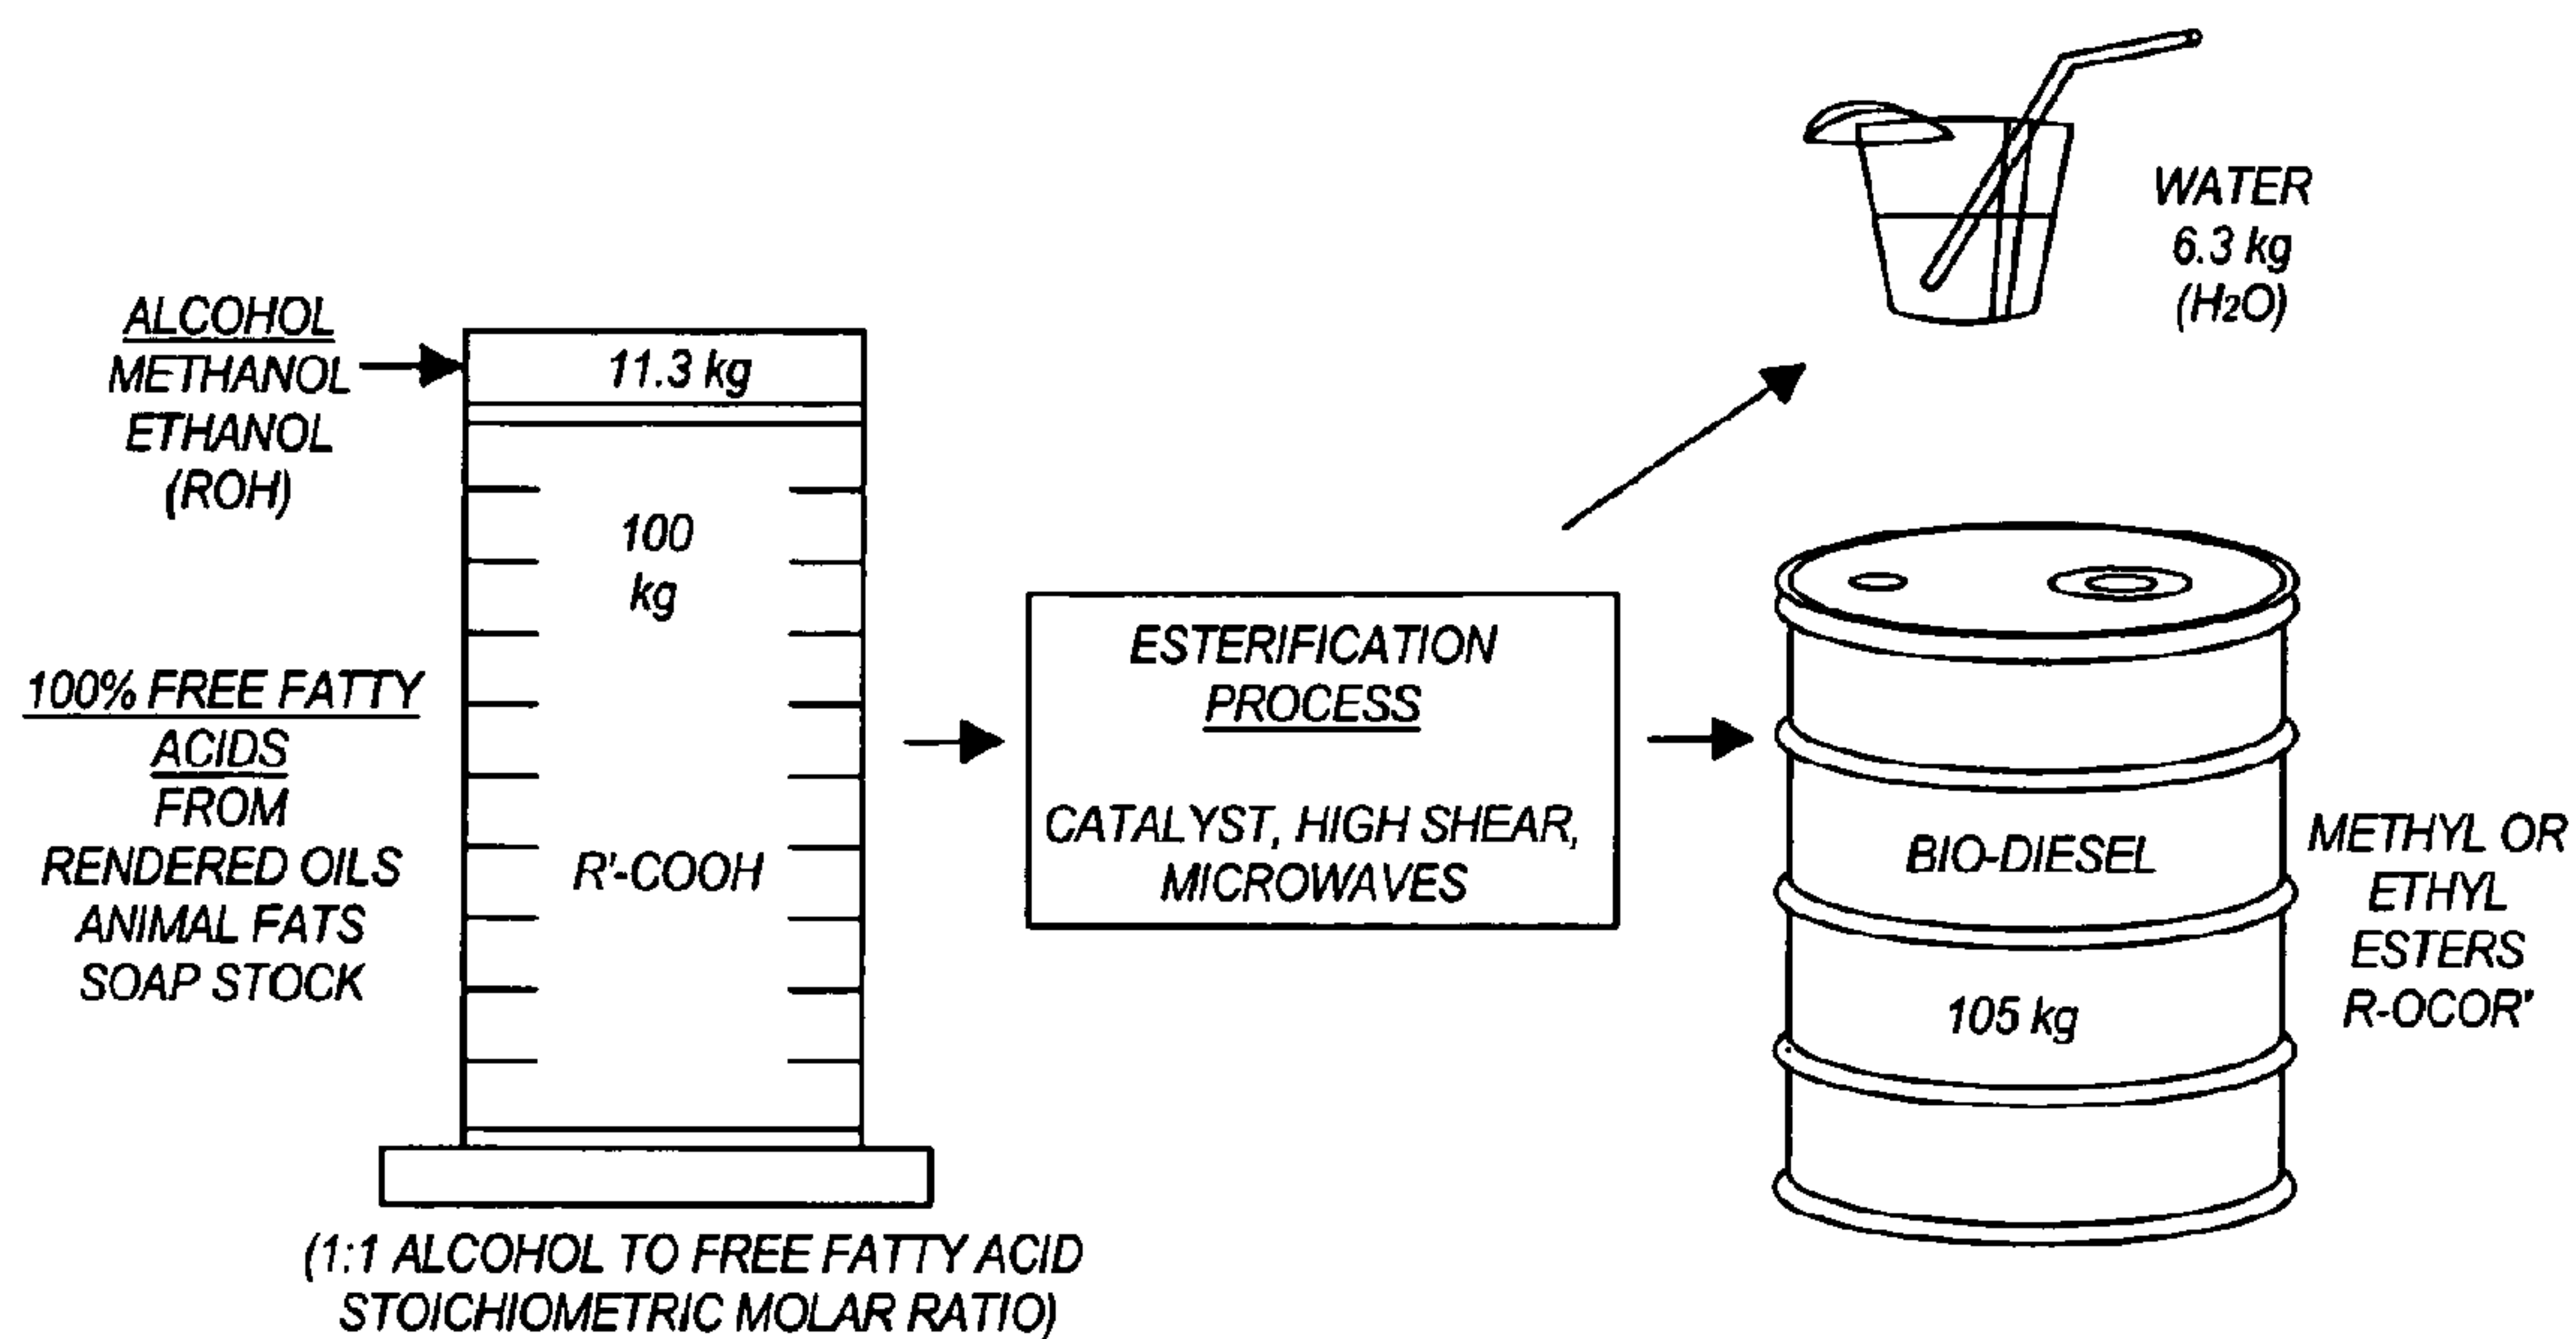 ALCOHOL
METHANOL
ETHANOL
(ROH)
11.3 kg
100
kg
R'-COOH
100% FREE FATTY
ACIDS
FROM
RENDERED OILS
ANIMAL FATS
SOAP STOCK
(1:1 ALCOHOL TO FREE FATTY ACID
STOICHIOMETRIC MOLAR RATIO)
ESTERIFICATION
PROCESS
CATALYST, HIGH SHEAR,
MICROWAVES
WATER
6.3 kg
(H2O)
BIO-DIESEL
105 kg
METHYL OR
ETHYL
ESTERS
R-OCOR'